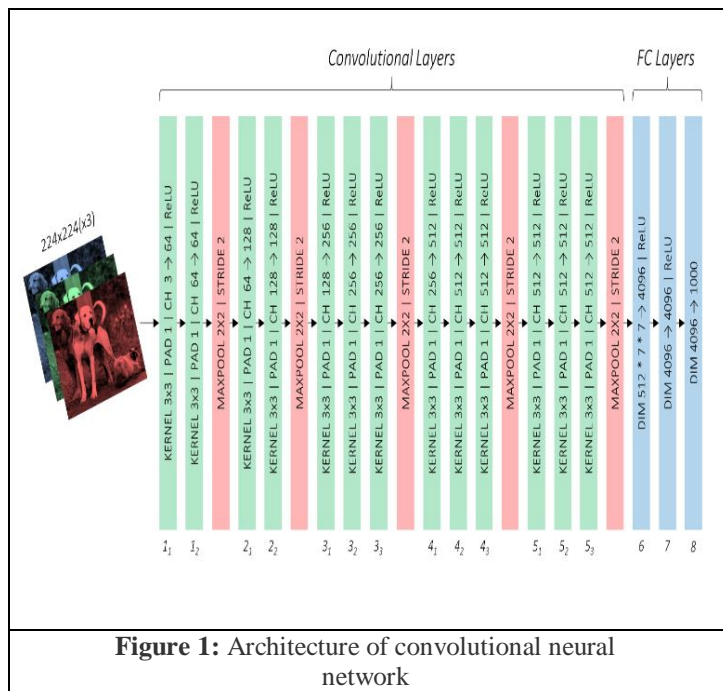 Convolutional Layers
FC Layers
224x224(x3)
KERNEL 3x3 | PAD 1 | CH 3 → 64 | ReLU
KERNEL 3x3 | PAD 1 | CH 64 → 64 | ReLU
MAXPOOL 2X2 | STRIDE 2
KERNEL 3x3 | PAD 1 | CH 64 → 128 | ReLU
KERNEL 3x3 | PAD 1 | CH 128 → 128 | ReLU
MAXPOOL 2X2 | STRIDE 2
KERNEL 3x3 | PAD 1 | CH 128 → 256 | ReLU
KERNEL 3x3 | PAD 1 | CH 256 → 256 | ReLU
KERNEL 3x3 | PAD 1 | CH 256 → 256 | ReLU
MAXPOOL 2X2 | STRIDE 2
KERNEL 3x3 | PAD 1 | CH 256 → 512 | ReLU
KERNEL 3x3 | PAD 1 | CH 512 → 512 | ReLU
KERNEL 3x3 | PAD 1 | CH 512 → 512 | ReLU
MAXPOOL 2X2 | STRIDE 2
KERNEL 3x3 | PAD 1 | CH 512 → 512 | ReLU
KERNEL 3x3 | PAD 1 | CH 512 → 512 | ReLU
KERNEL 3x3 | PAD 1 | CH 512 → 512 | ReLU
MAXPOOL 2X2 | STRIDE 2
DIM 512 * 7 * 7 → 4096 | ReLU
DIM 4096 → 4096 | ReLU
DIM 4096 → 1000
1₁ 1₂ 2₁ 2₂ 3₁ 3₂ 3₃ 4₁ 4₂ 4₃ 5₁ 5₂ 5₃ 6 7 8
Figure 1: Architecture of convolutional neural
network